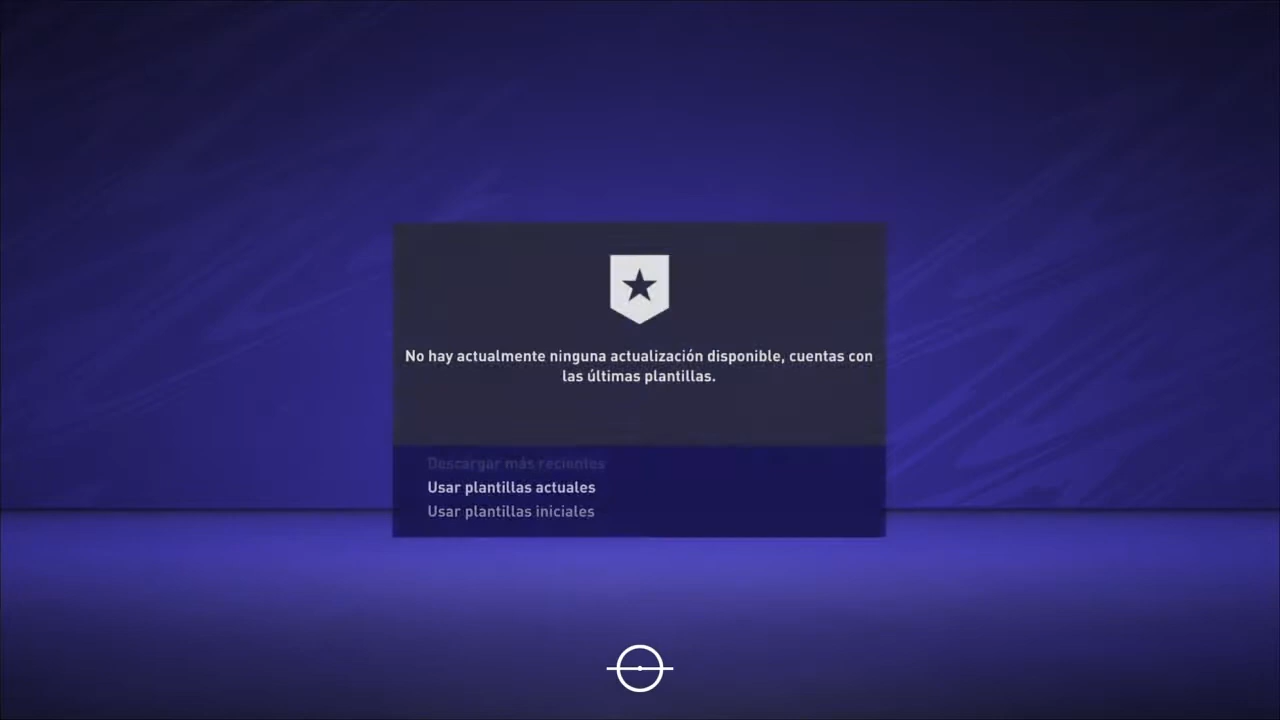 No hay actualmente ninguna actualización disponible, cuentas con
las últimas plantillas.
Descargar más recientes
Usar plantillas actuales
Usar plantillas iniciales